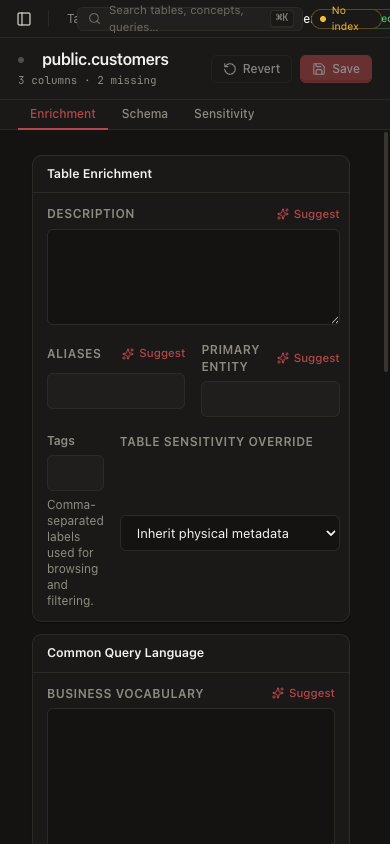 Ta
Search tables, concepts, queries...
⌘K
No index
public.customers
3 columns · 2 missing
Revert
Save
Enrichment
Schema
Sensitivity
Table Enrichment
DESCRIPTION
Suggest
ALIASES
Suggest
PRIMARY
ENTITY
Suggest
Tags
TABLE SENSITIVITY OVERRIDE
Inherit physical metadata
Comma-
separated
labels
used for
browsing
and
filtering.
Common Query Language
BUSINESS VOCABULARY
Suggest